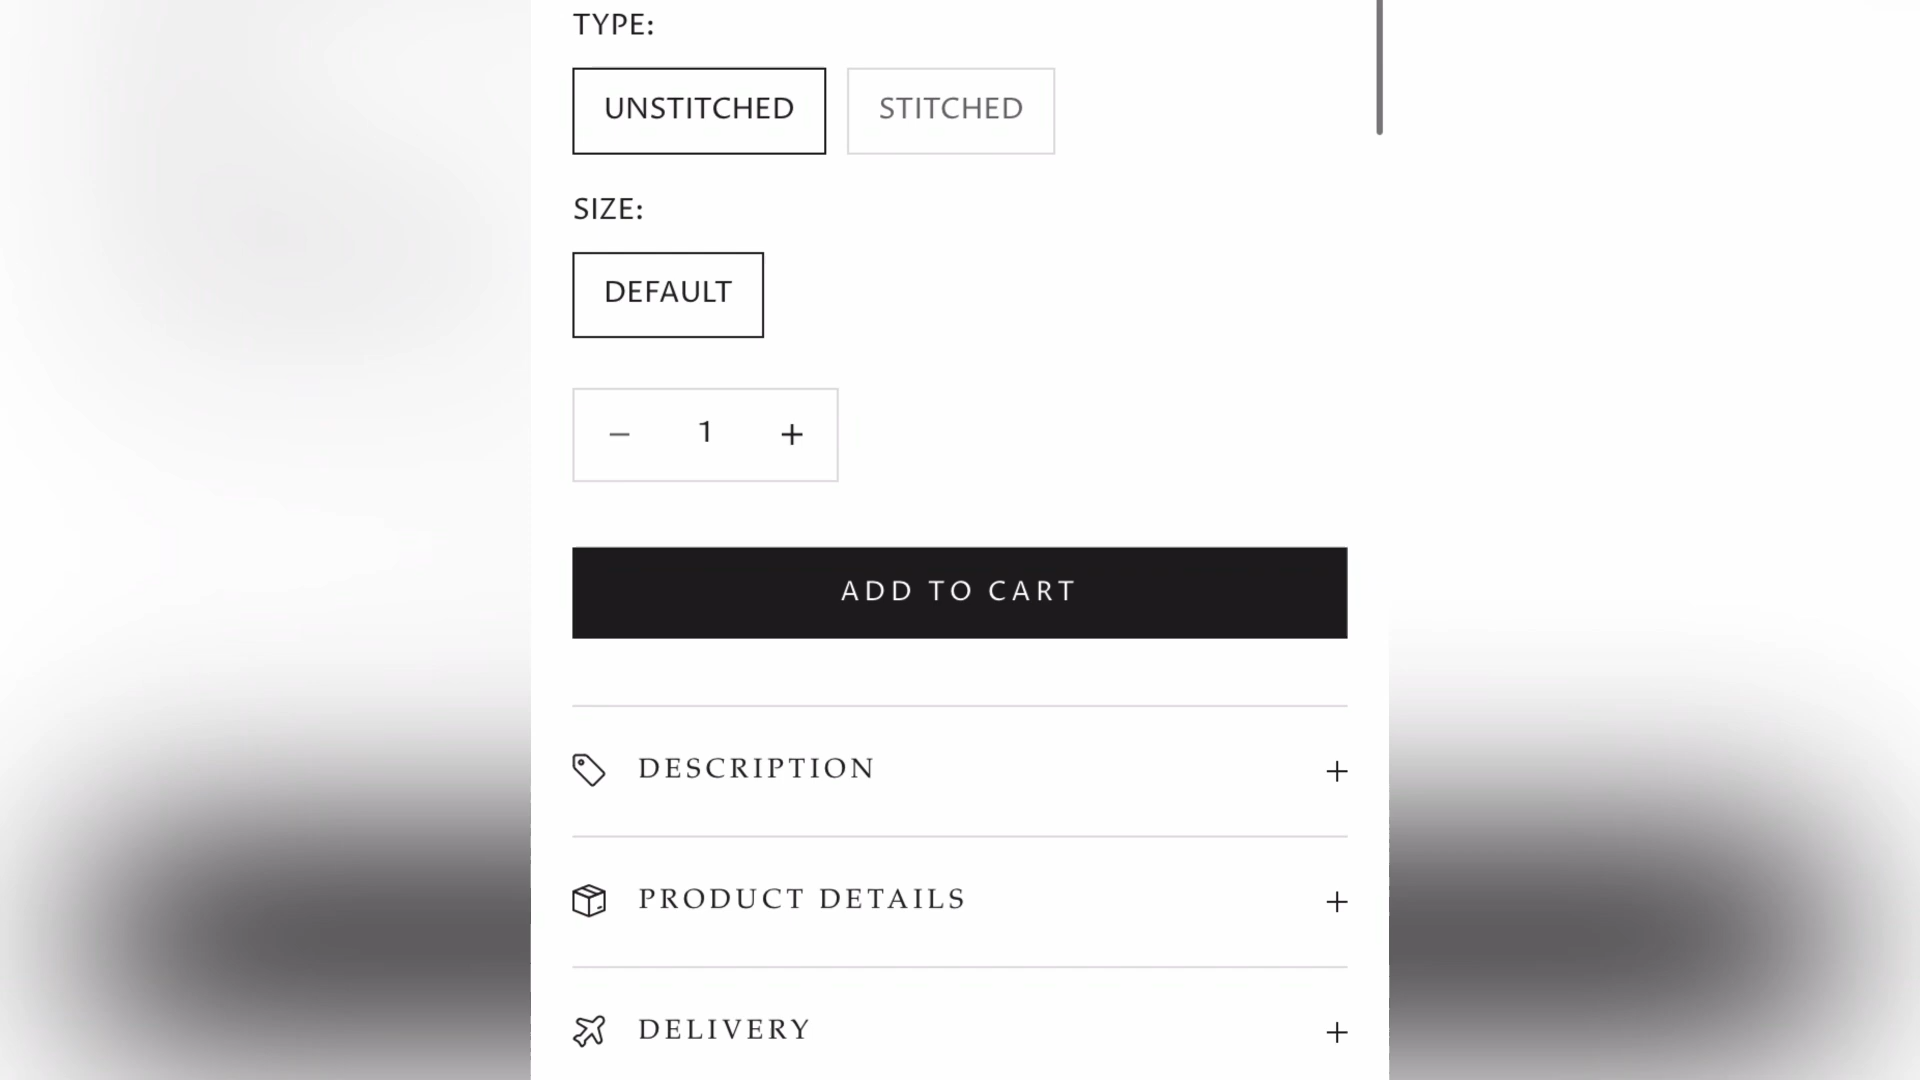 TYPE:
UNSTITCHED STITCHED
SIZE:
DEFAULT
− 1 +
ADD TO CART
DESCRIPTION +
PRODUCT DETAILS +
DELIVERY +